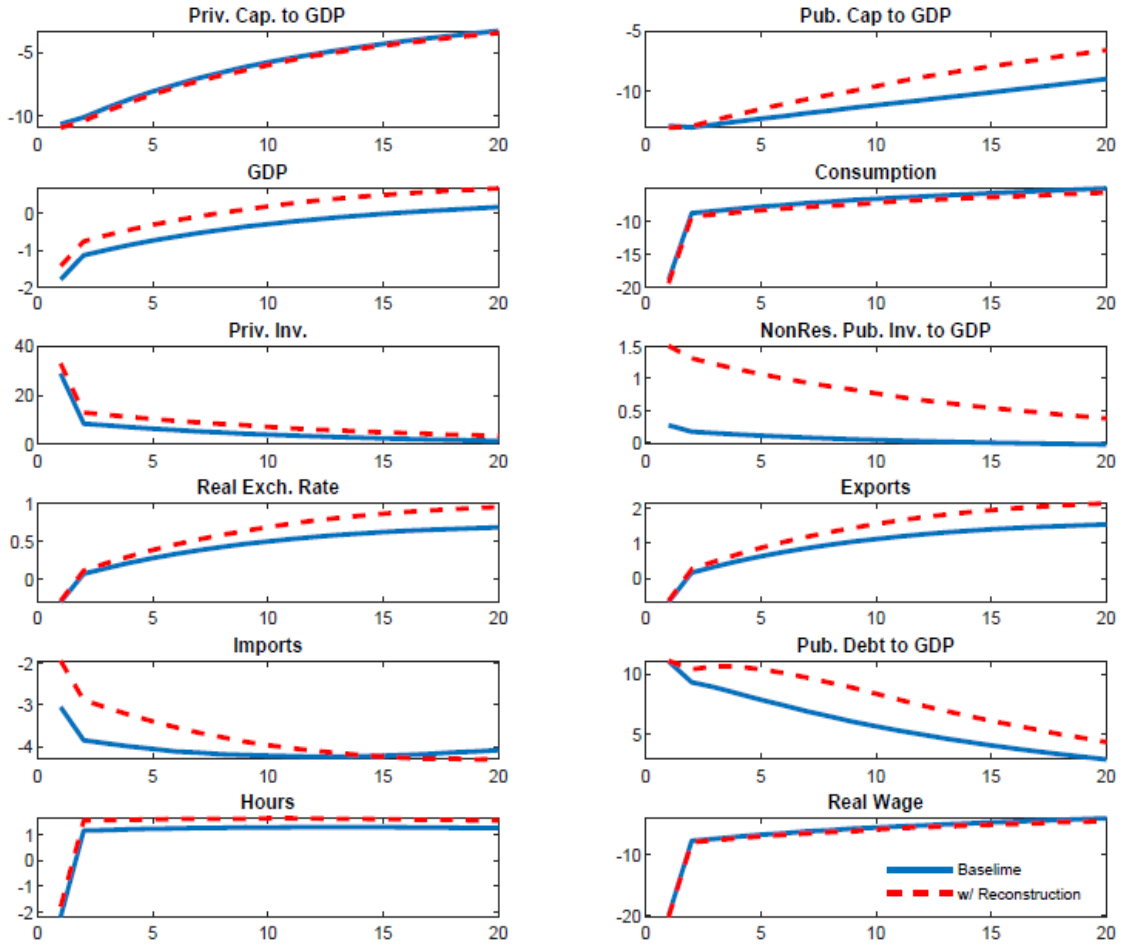 Priv. Cap. to GDP
-5
-10
0 5 10 15 20
Pub. Cap to GDP
-5
-10
0 5 10 15 20
GDP
0
-1
-2
0 5 10 15 20
Consumption
-5
-10
-15
-20
0 5 10 15 20
Priv. Inv.
40
20
0
0 5 10 15 20
NonRes. Pub. Inv. to GDP
1.5
1
0.5
0
0 5 10 15 20
Real Exch. Rate
1
0.5
0
0 5 10 15 20
Exports
2
1
0
0 5 10 15 20
Imports
-2
-3
-4
0 5 10 15 20
Pub. Debt to GDP
10
5
0 5 10 15 20
Hours
1
0
-1
-2
0 5 10 15 20
Real Wage
-10
-20
0 5 10 15 20
Baselime
w/ Reconstruction